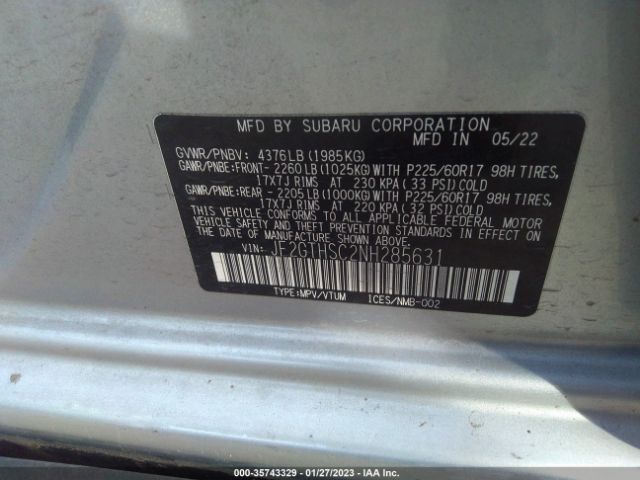 MFD BY SUBARU CORPORATION
MFD IN 05/22
GVWR/PNBV: 4376LB(1985KG)
GAWR/PNBE:FRONT- 2260LB(1025KG)WITH P225/60R17 98H TIRES,
17X7J RIMS AT 230 KPA(33 PSI)COLD
GAWR/PNBE:REAR - 2205LB(1000KG)WITH P225/60R17 98H TIRES,
17X7J RIMS AT 220 KPA(32 PSI)COLD
THIS VEHICLE CONFORMS TO ALL APPLICABLE FEDERAL MOTOR
VEHICLE SAFETY AND THEFT PREVENTION STANDARDS IN EFFECT ON
THE DATE OF MANUFACTURE SHOWN ABOVE.
VIN: JF2GTHSC2NH285631
TYPE:MPV/VTUM ICES/NMB-002
000-35743329 | 01/27/2023 - IAA Inc.